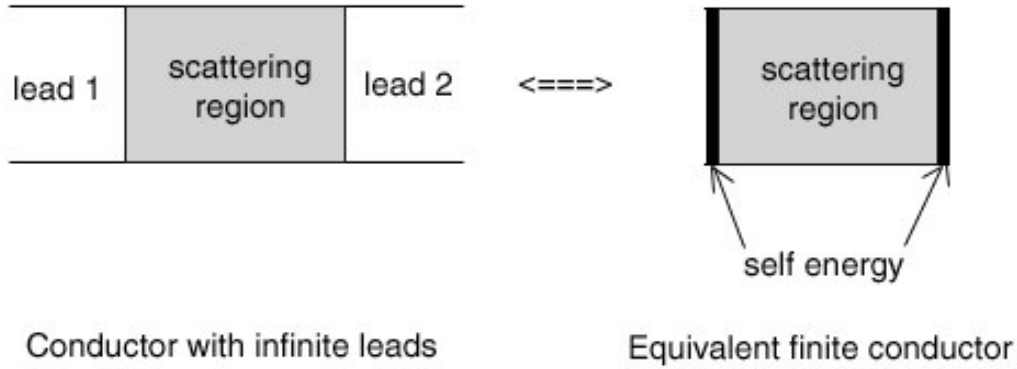 lead 1
scattering
region
lead 2
<===>
scattering
region
self energy
Conductor with infinite leads
Equivalent finite conductor